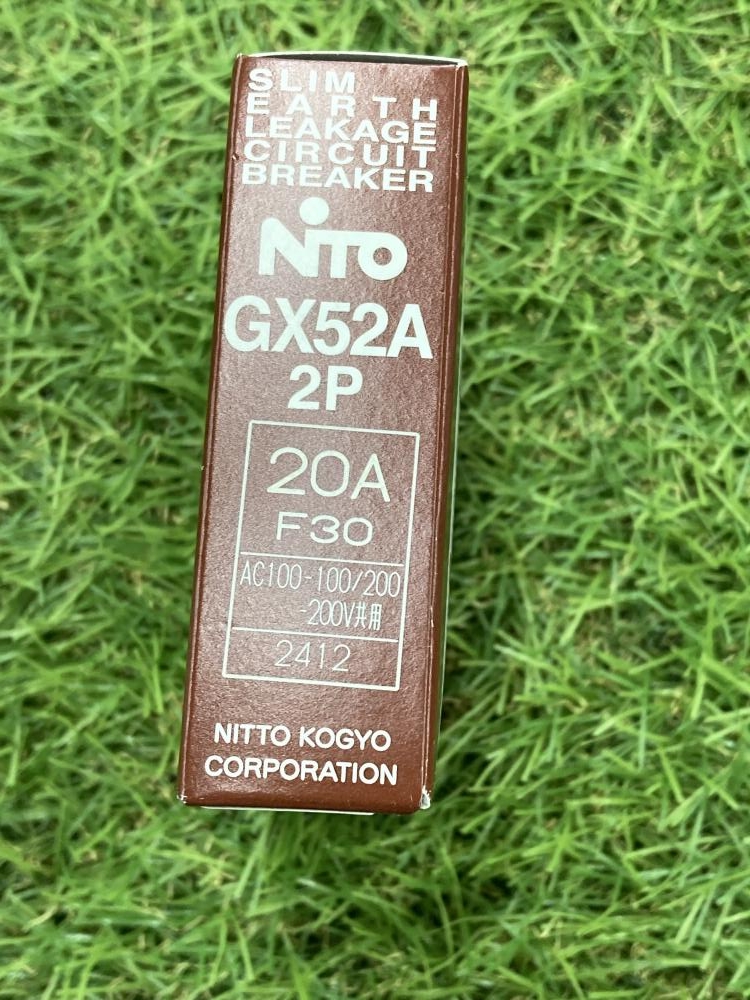 SLIM
EARTH
LEAKAGE
CIRCUIT
BREAKER
NiTO
GX52A
2P
20A
F30
AC100-100/200
-200V共用
2412
NITTO KOGYO
CORPORATION